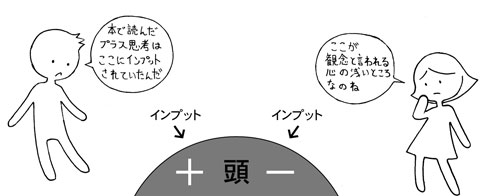 本で読んだ
プラス思考は
ここにインプット
されていたんだ
ここが
観念と言われる
心の浅いところ
なのね
インプット
インプット
＋ 頭 −